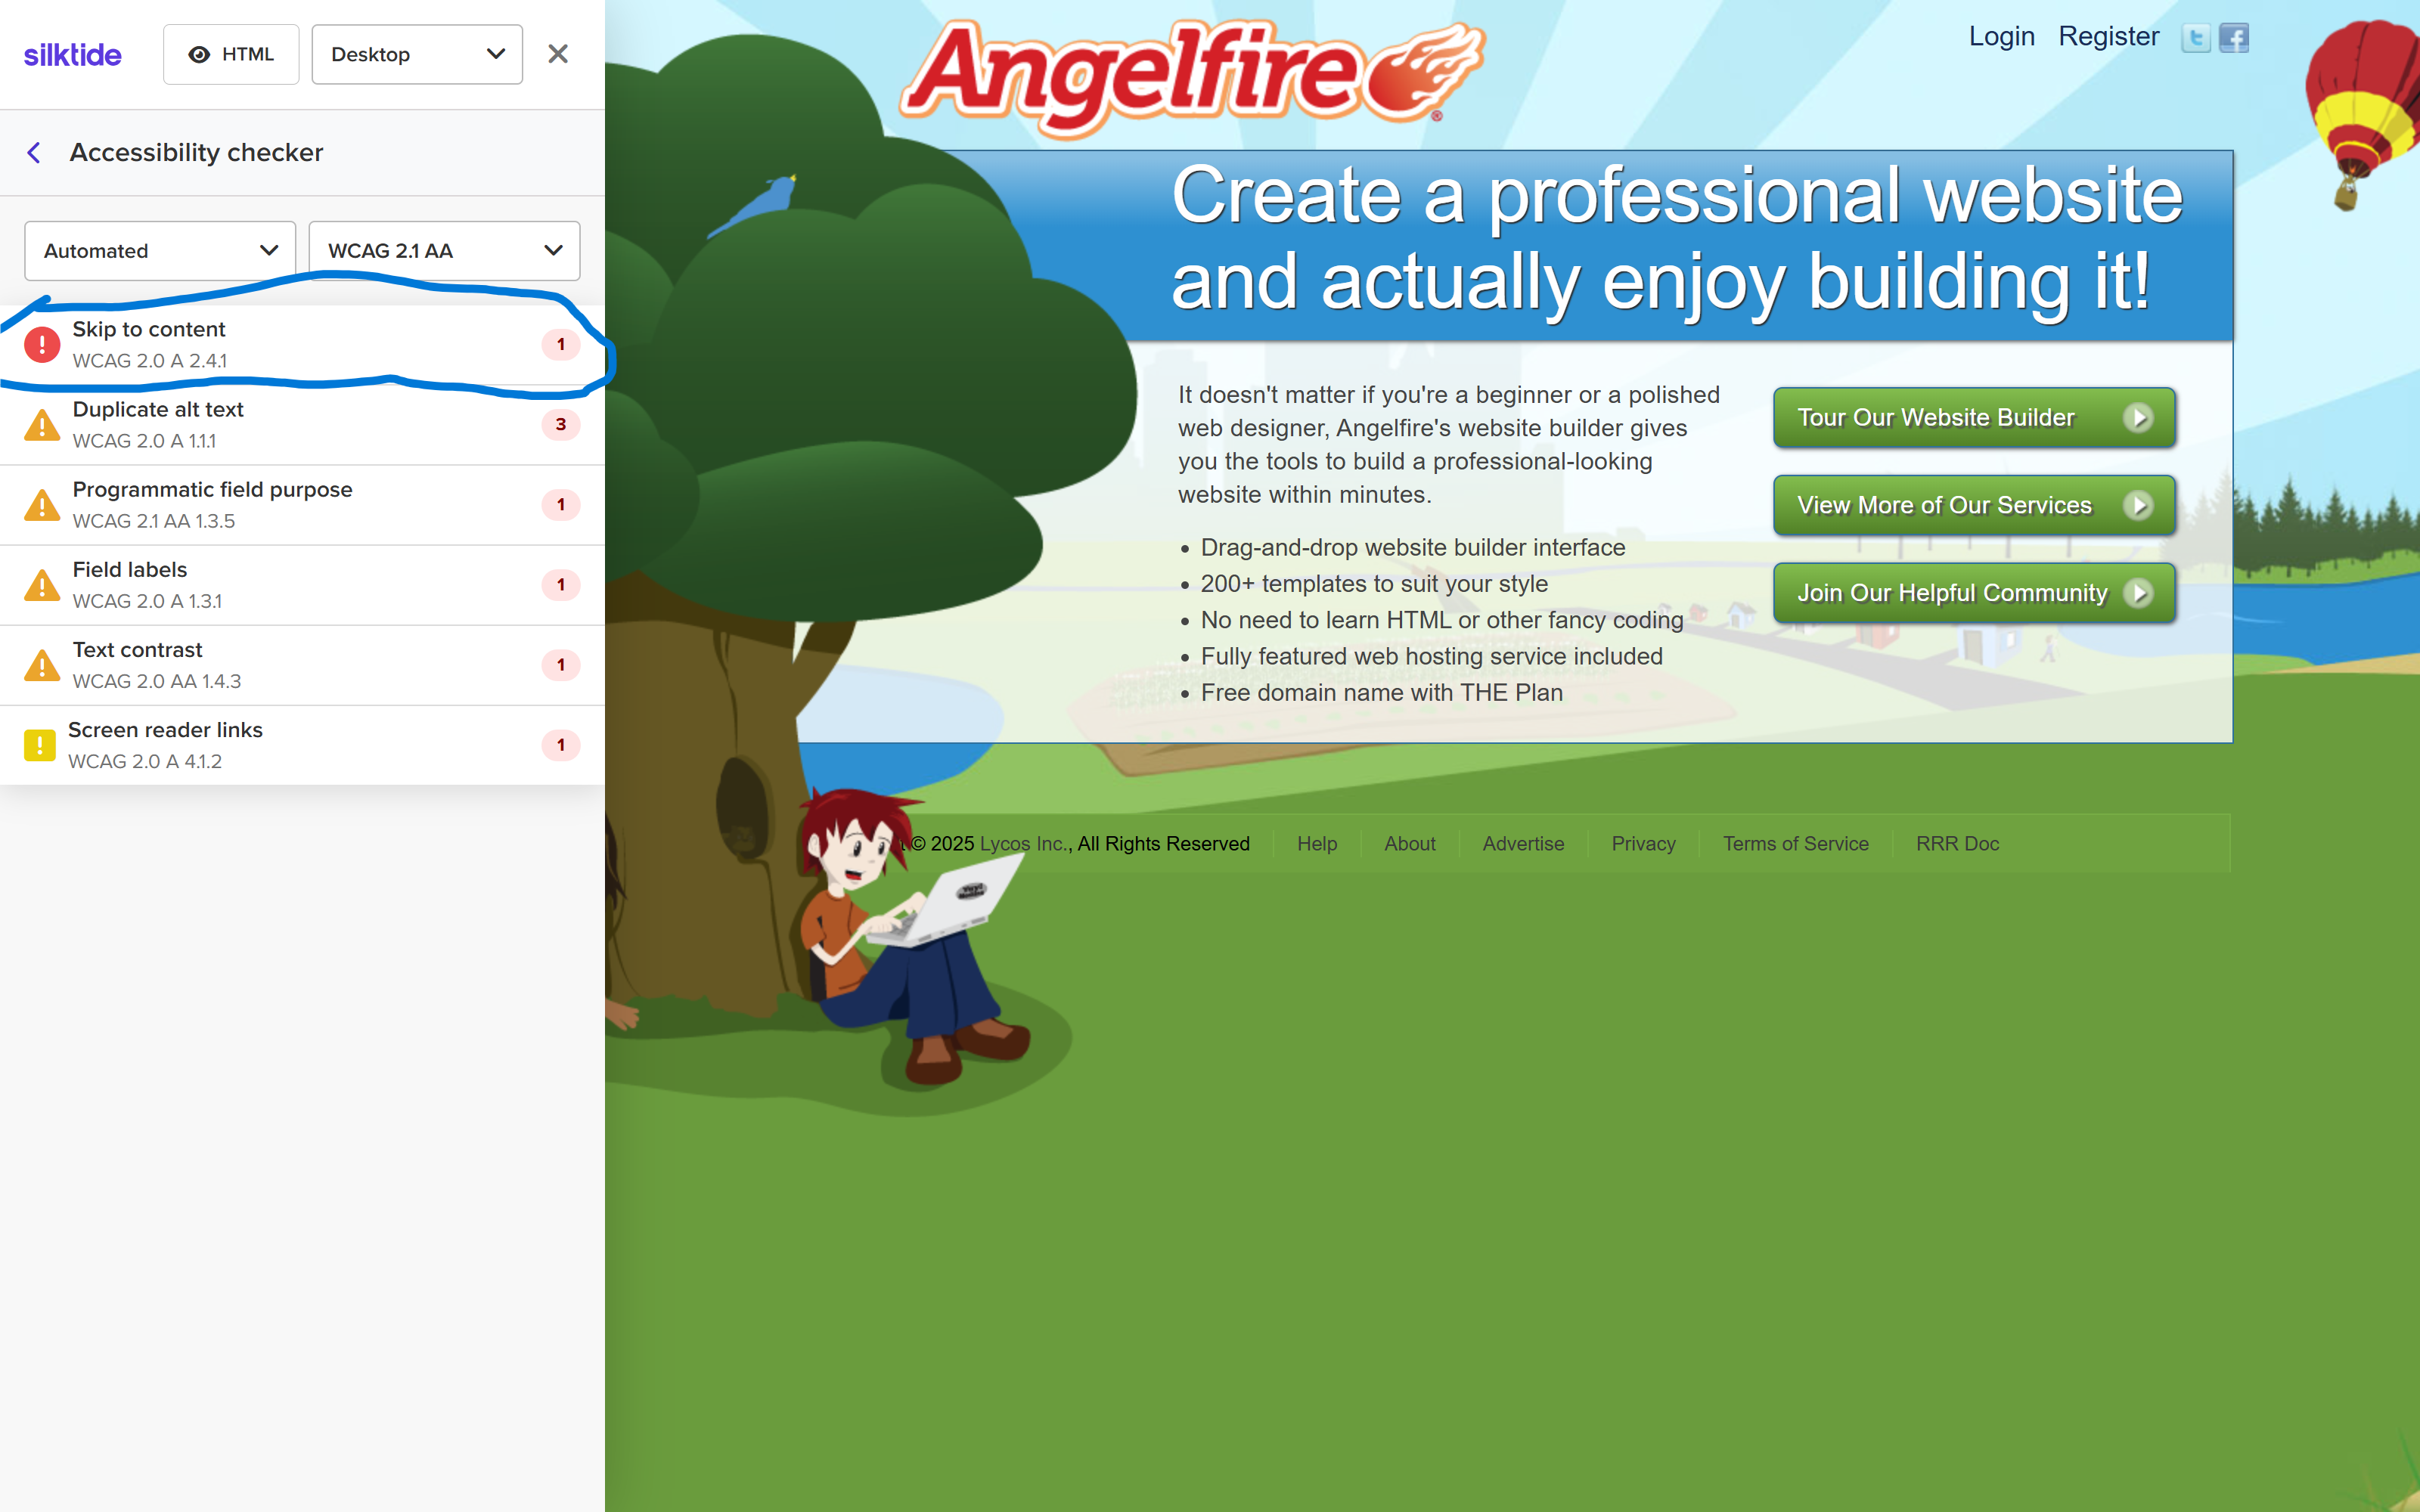 silktide
HTML
Desktop
Accessibility checker
Automated
WCAG 2.1 AA
Skip to content
WCAG 2.0 A 2.4.1
1
Duplicate alt text
WCAG 2.0 A 1.1.1
3
Programmatic field purpose
WCAG 2.1 AA 1.3.5
1
Field labels
WCAG 2.0 A 1.3.1
1
Text contrast
WCAG 2.0 AA 1.4.3
1
Screen reader links
WCAG 2.0 A 4.1.2
1
Angelfire®
Login Register
Create a professional website
and actually enjoy building it!
It doesn't matter if you're a beginner or a polished
web designer, Angelfire's website builder gives
you the tools to build a professional-looking
website within minutes.
• Drag-and-drop website builder interface
• 200+ templates to suit your style
• No need to learn HTML or other fancy coding
• Fully featured web hosting service included
• Free domain name with THE Plan
Tour Our Website Builder
View More of Our Services
Join Our Helpful Community
t © 2025 Lycos Inc., All Rights Reserved
Help
About
Advertise
Privacy
Terms of Service
RRR Doc